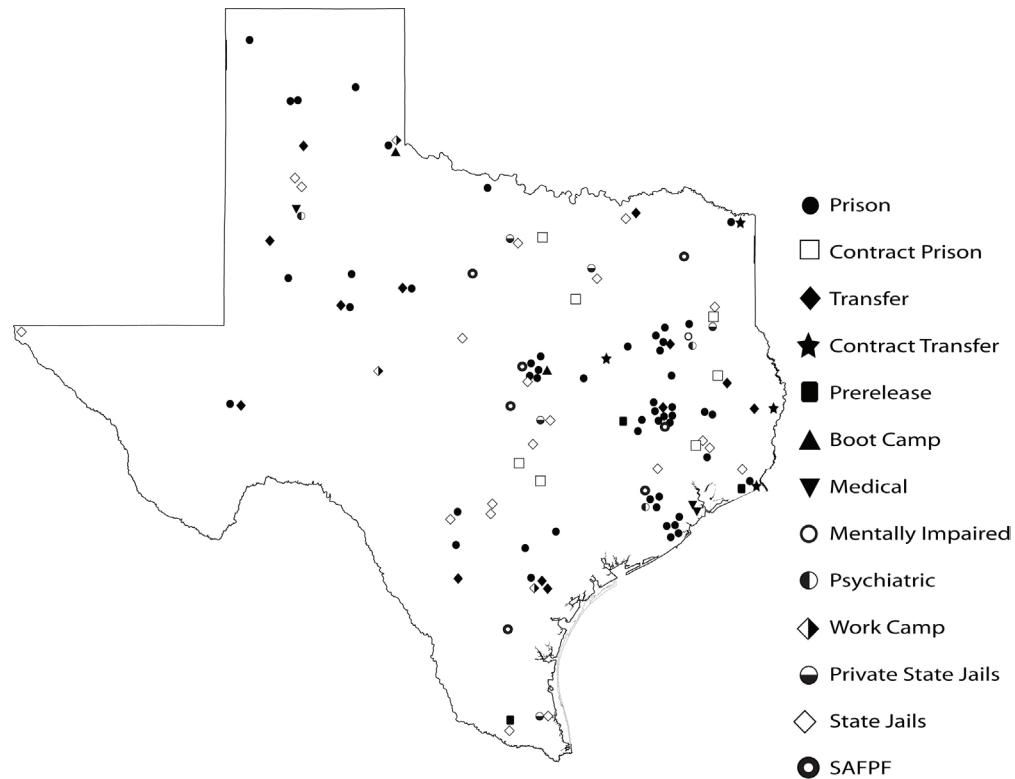 Prison
Contract Prison
Transfer
Contract Transfer
Prerelease
Boot Camp
Medical
Mentally Impaired
Psychiatric
Work Camp
Private State Jails
State Jails
SAFPF